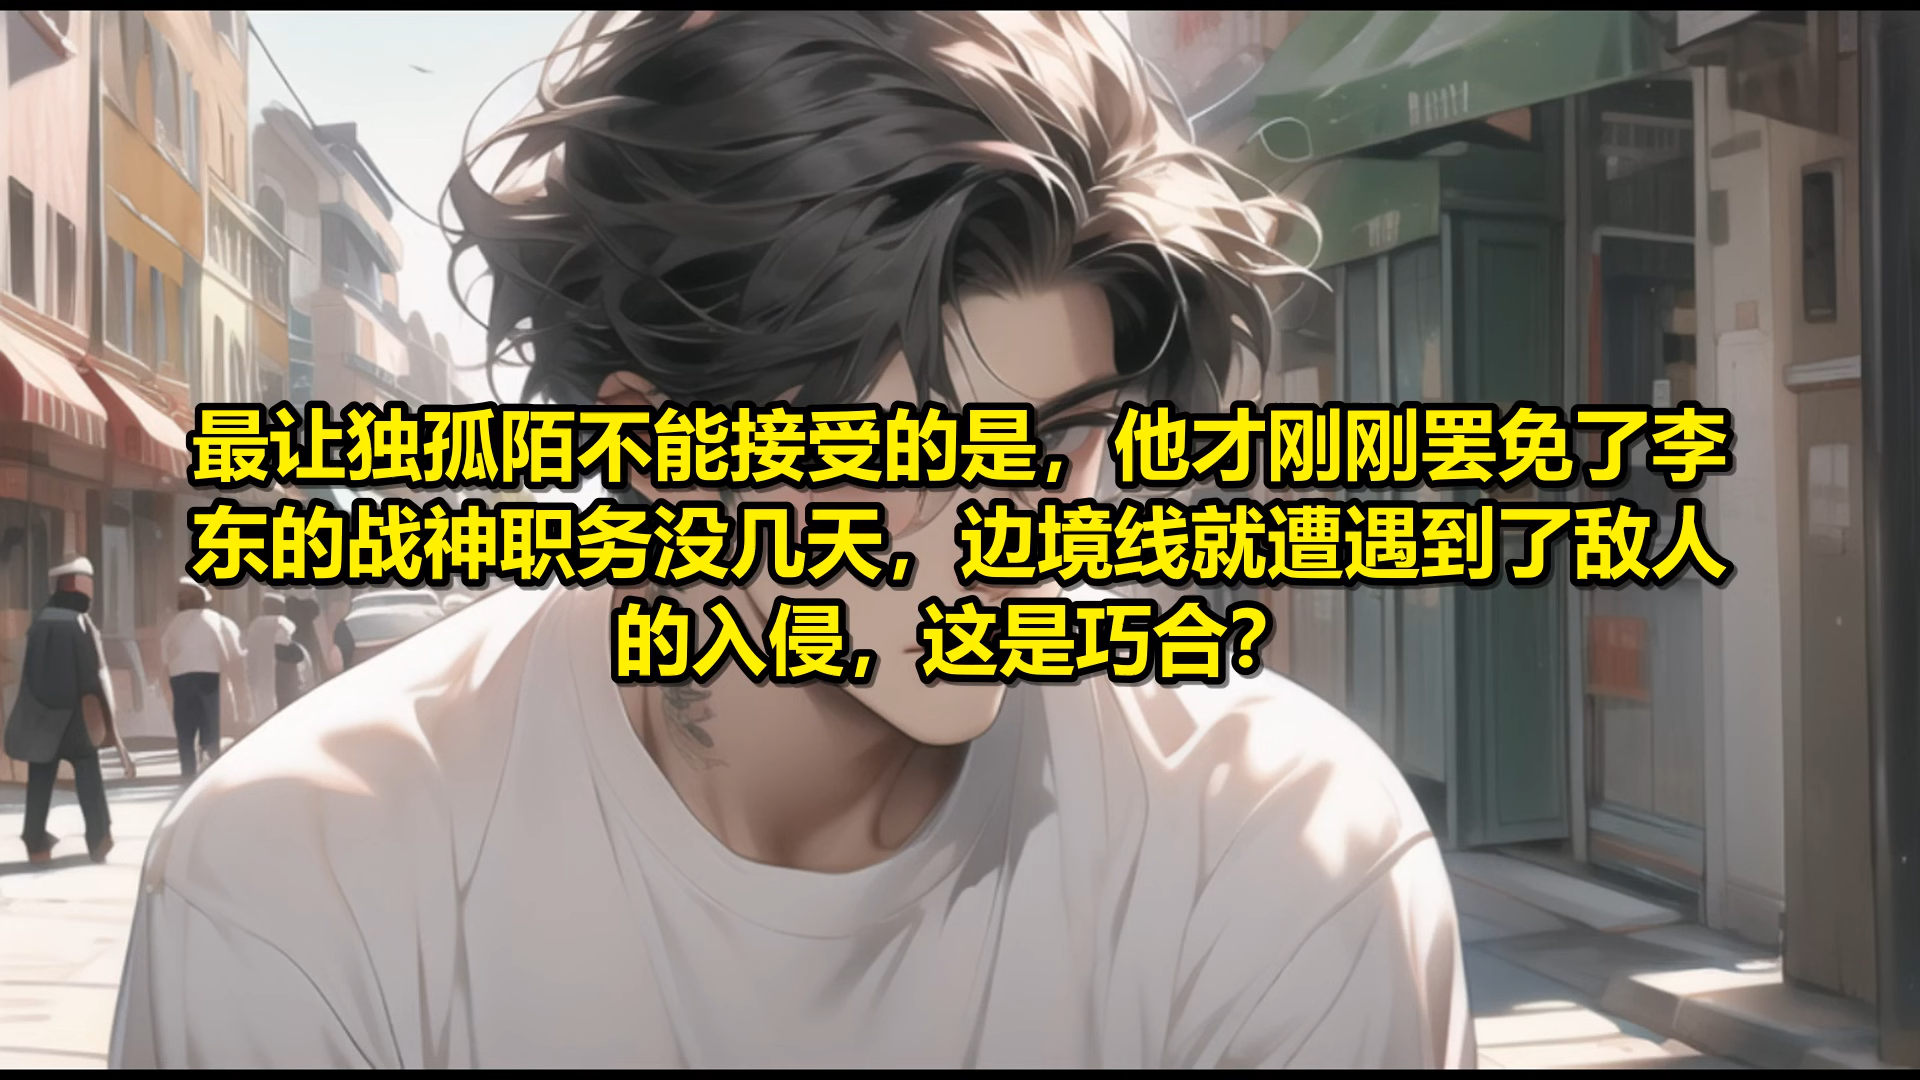 最让独孤陌不能接受的是，他才刚刚罢免了李
东的战神职务没几天，边境线就遭遇到了敌人
的入侵，这是巧合？